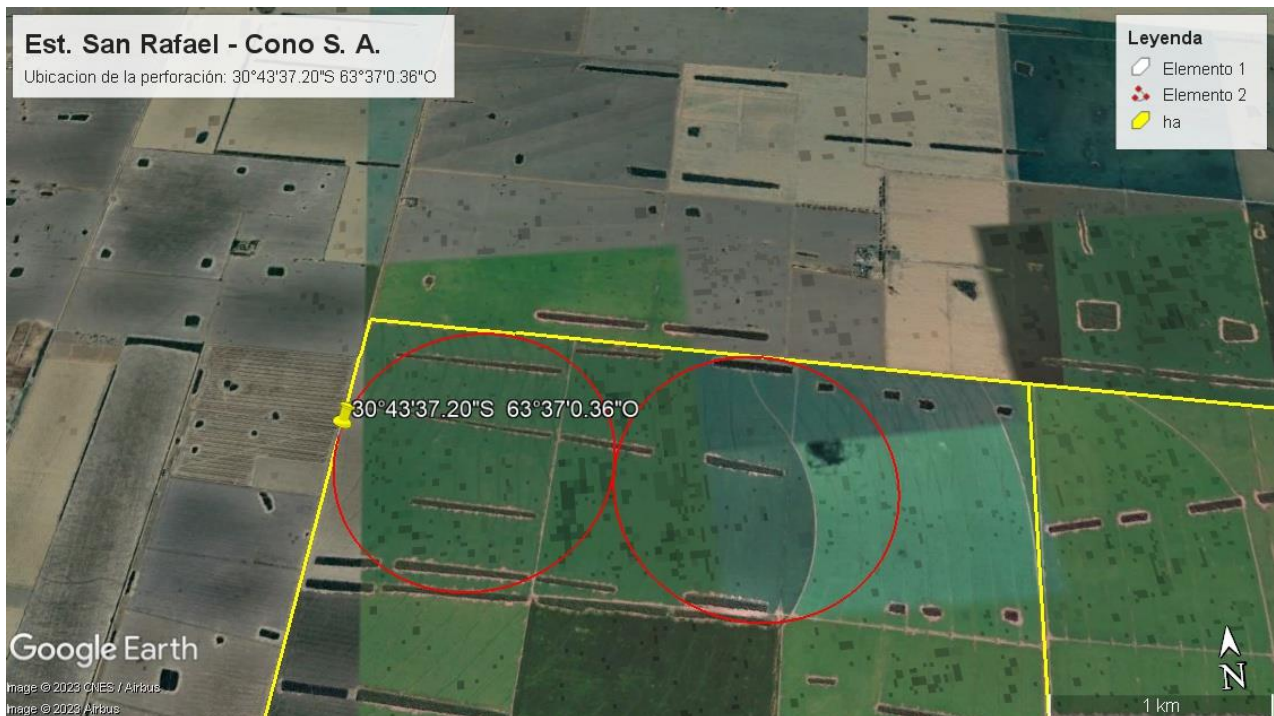 Est. San Rafael - Cono S. A.
Ubicacion de la perforación: 30°43'37.20"S 63°37'0.36"O
Leyenda
Elemento 1
Elemento 2
ha
30°43'37.20"S 63°37'0.36"O
Google Earth
Image © 2023 CNES / Airbus
Image © 2023 Airbus
N
1 km